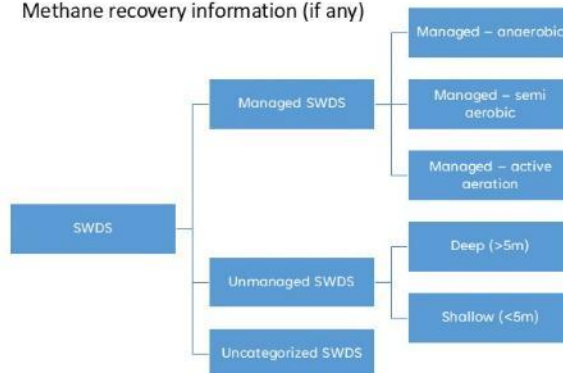 Methane recovery information (if any)
SWDS
Managed SWDS
Managed – anaerobic
Managed – semi
aerobic
Managed – active
aeration
Unmanaged SWDS
Deep (>5m)
Shallow (<5m)
Uncategorized SWDS